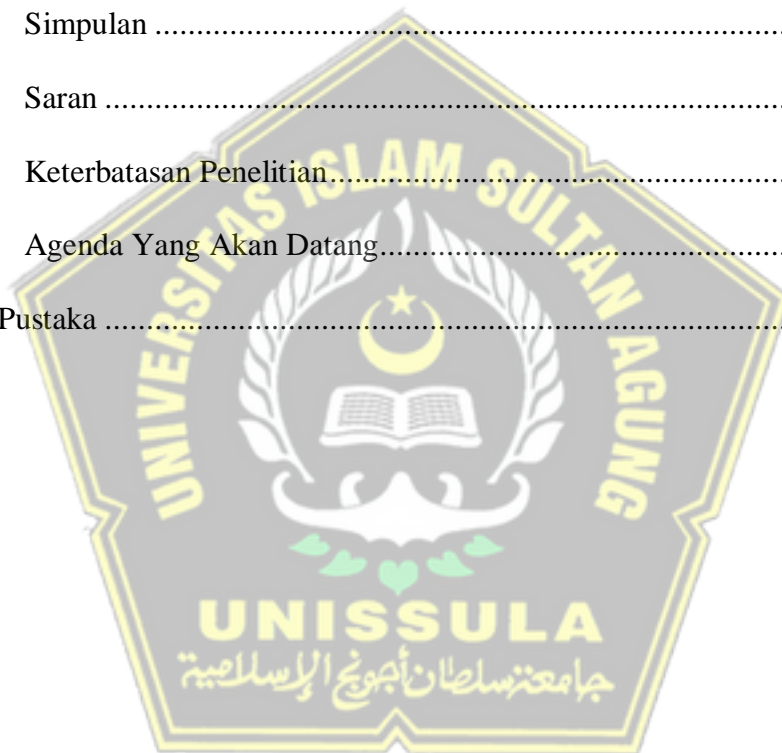 Simpulan ............................................................................
Saran ..................................................................................
Keterbatasan Penelitian.......................................................
Agenda Yang Akan Datang.................................................
Pustaka ..................................................................................
UNIVERSITAS ISLAM SULTAN AGUNG
UNISSULA
جامعة سلطان أجونج الإسلامية